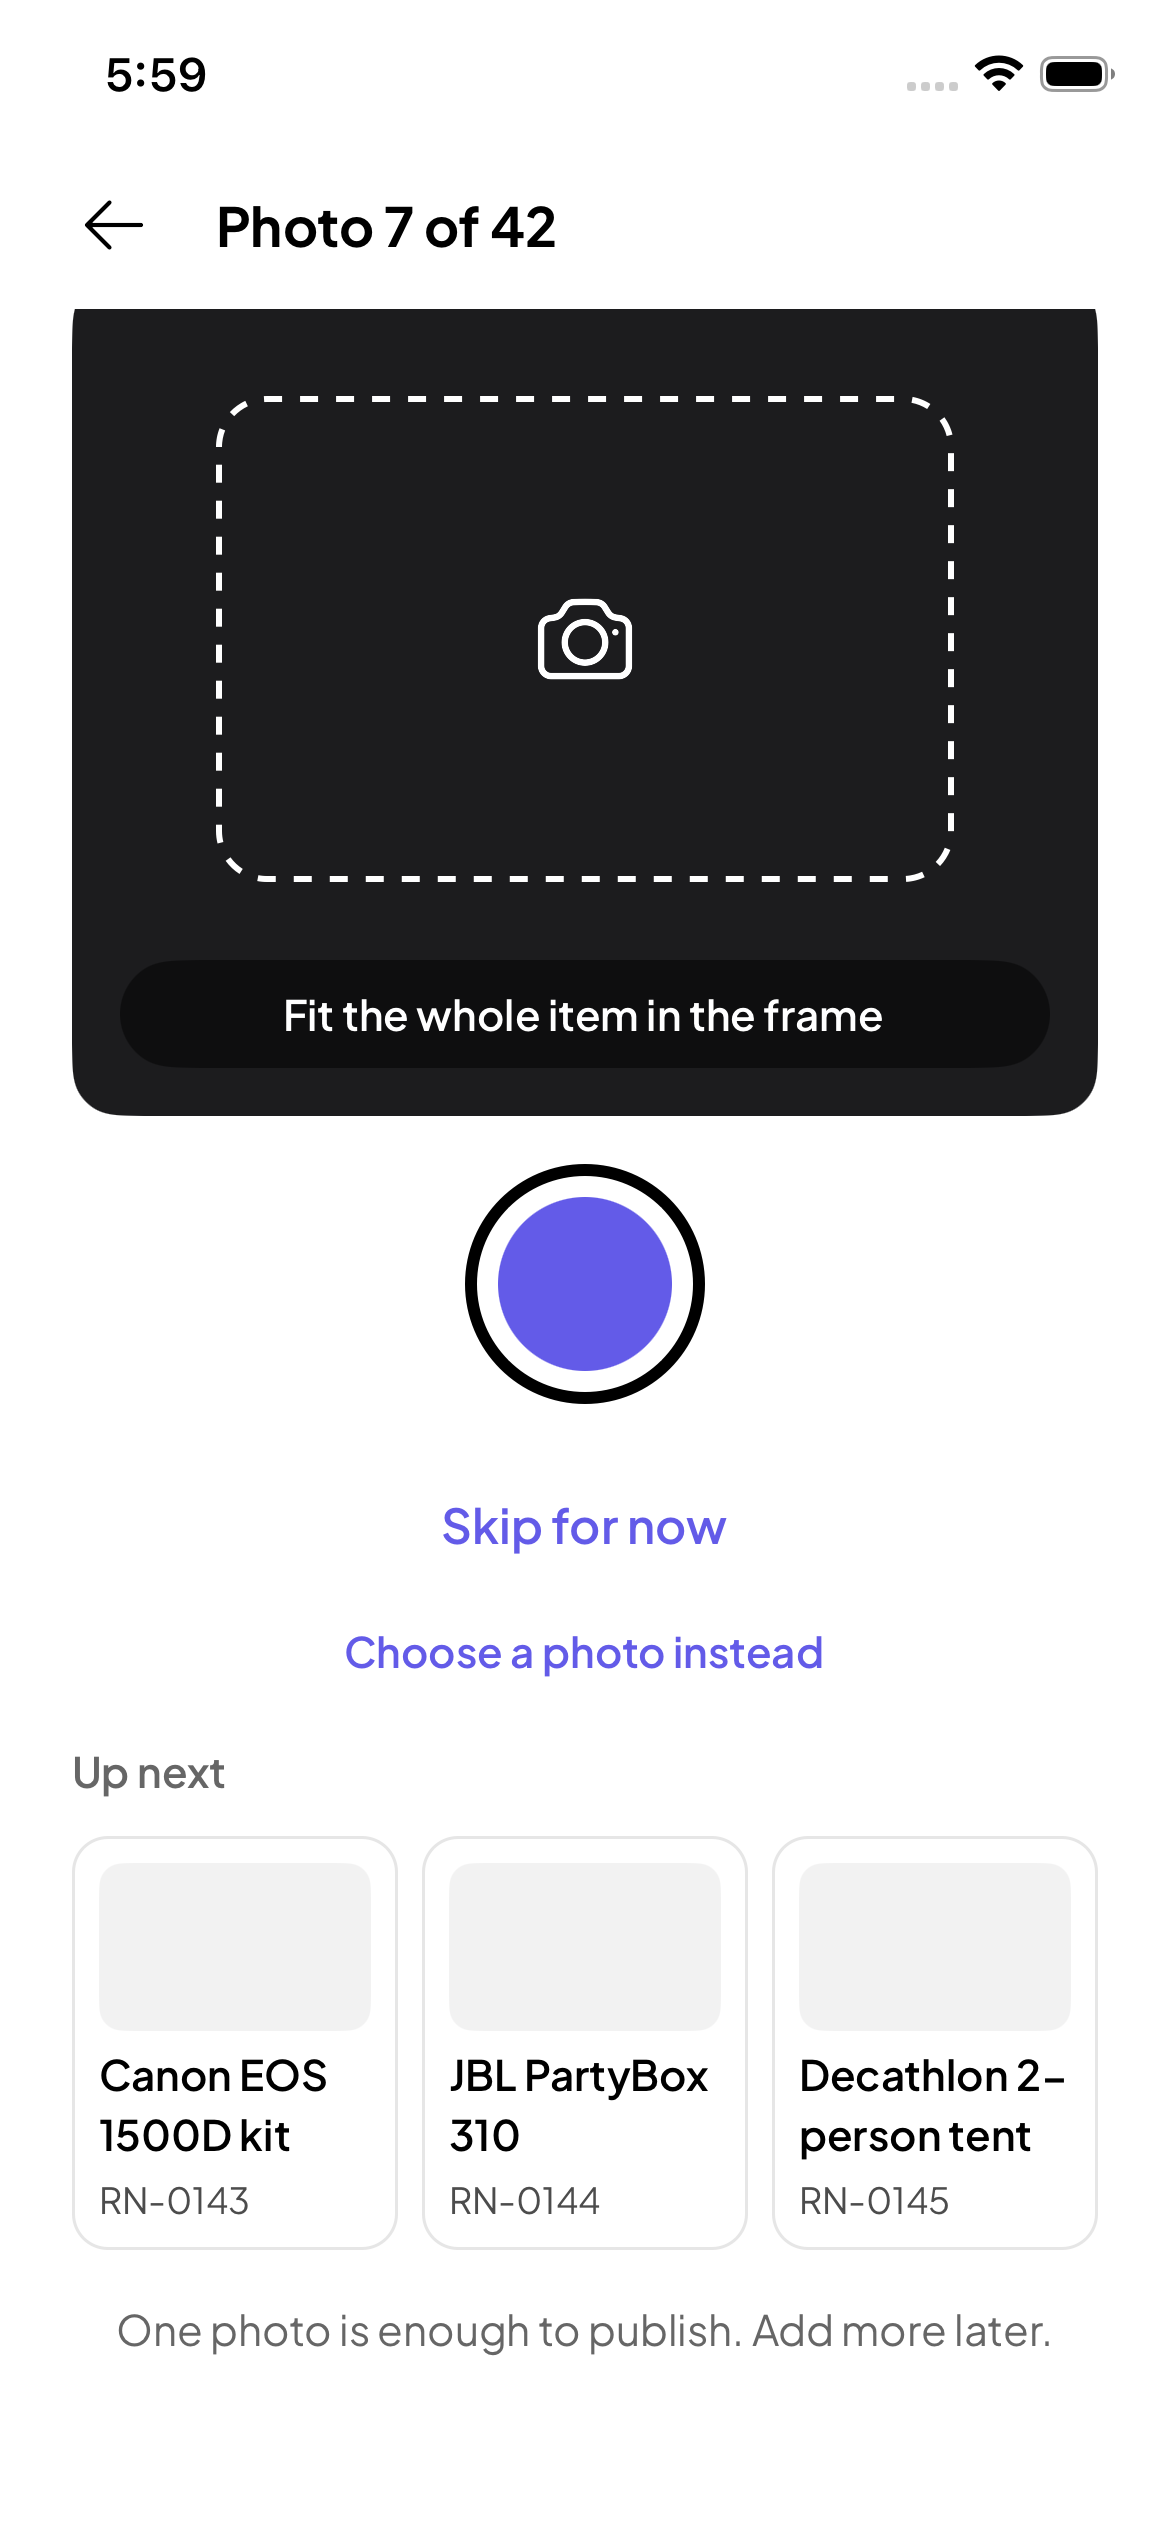 5:59
Photo 7 of 42
Fit the whole item in the frame
Skip for now
Choose a photo instead
Up next
Canon EOS
1500D kit
RN-0143
JBL PartyBox
310
RN-0144
Decathlon 2-
person tent
RN-0145
One photo is enough to publish. Add more later.